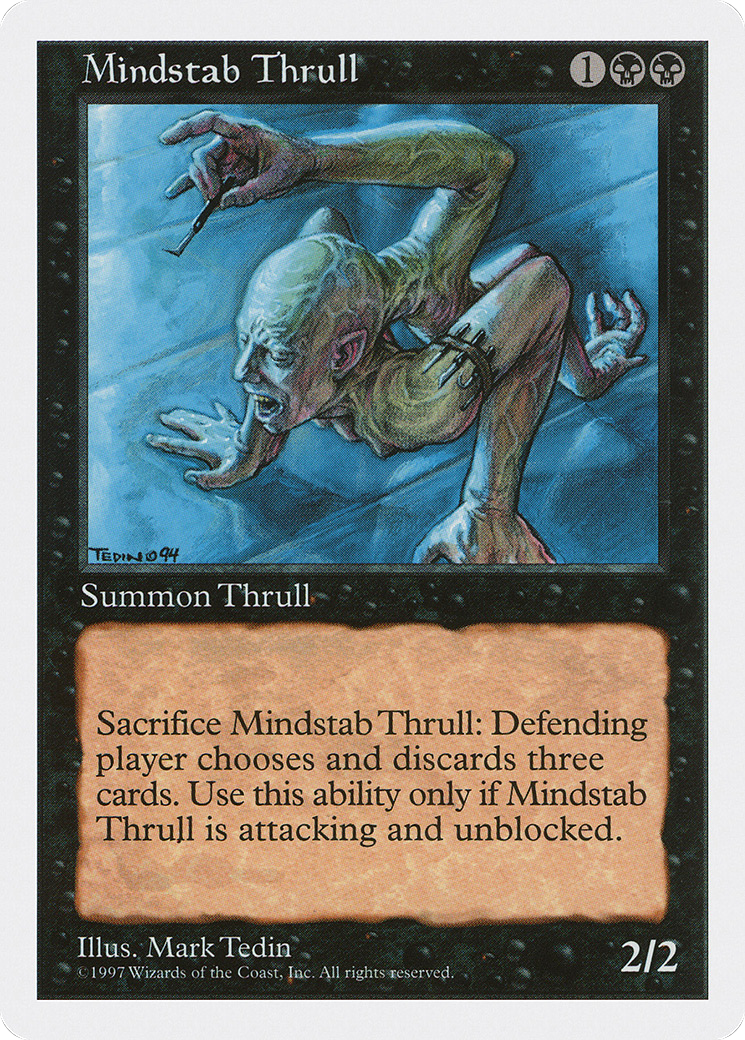 Mindstab Thrull 1
TEDIN©94
Summon Thrull
Sacrifice Mindstab Thrull: Defending
player chooses and discards three
cards. Use this ability only if Mindstab
Thrull is attacking and unblocked.
Illus. Mark Tedin
©1997 Wizards of the Coast, Inc. All rights reserved.
2/2